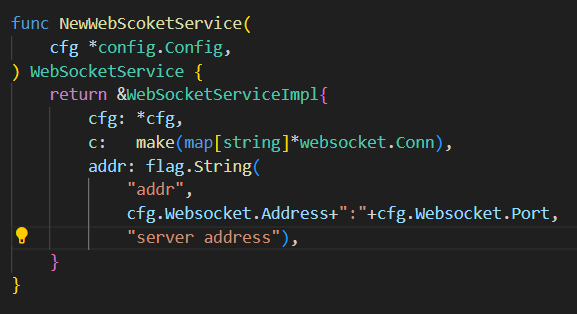 func NewWebScoketService(
    cfg *config.Config,
) WebSocketService {
    return &WebSocketServiceImpl{
        cfg: *cfg,
        c:   make(map[string]*websocket.Conn),
        addr: flag.String(
            "addr",
            cfg.Websocket.Address+":"+cfg.Websocket.Port,
            "server address"),
    }
}